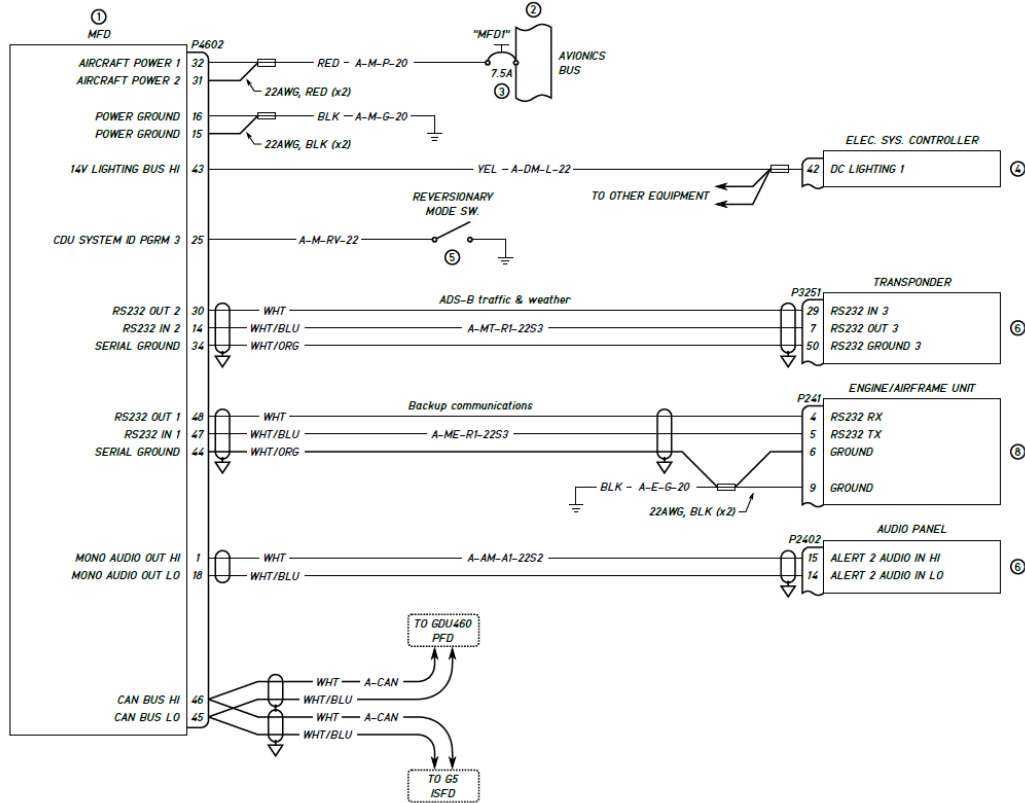 ①
MFD
②
P4602
"MFD1"
AIRCRAFT POWER 1 32 RED - A-M-P-20 AVIONICS BUS
AIRCRAFT POWER 2 31 7.5A
③
22AWG, RED (x2)
POWER GROUND 16 BLK - A-M-G-20
POWER GROUND 15
22AWG, BLK (x2)
ELEC. SYS. CONTROLLER
14V LIGHTING BUS HI 43 YEL - A-DM-L-22 42 DC LIGHTING 1 ④
TO OTHER EQUIPMENT
REVERSIONARY
MODE SW.
CDU SYSTEM ID PGRM 3 25 A-M-RV-22
⑤
TRANSPONDER
P3251
ADS-B traffic & weather
RS232 OUT 2 30 WHT 29 RS232 IN 3
RS232 IN 2 14 WHT/BLU A-MT-R1-22S3 7 RS232 OUT 3 ⑥
SERIAL GROUND 34 WHT/ORG 50 RS232 GROUND 3
ENGINE/AIRFRAME UNIT
P241
Backup communications
RS232 OUT 1 48 WHT 4 RS232 RX
RS232 IN 1 47 WHT/BLU A-ME-R1-22S3 5 RS232 TX
SERIAL GROUND 44 WHT/ORG 6 GROUND ⑧
BLK - A-E-G-20 9 GROUND
22AWG, BLK (x2)
AUDIO PANEL
P2402
MONO AUDIO OUT HI 1 WHT A-AM-A1-22S2 15 ALERT 2 AUDIO IN HI
MONO AUDIO OUT LO 18 WHT/BLU 14 ALERT 2 AUDIO IN LO ⑥
TO GDU460
PFD
WHT A-CAN
CAN BUS HI 46 WHT/BLU
CAN BUS LO 45 WHT A-CAN
WHT/BLU
TO G5
ISFD